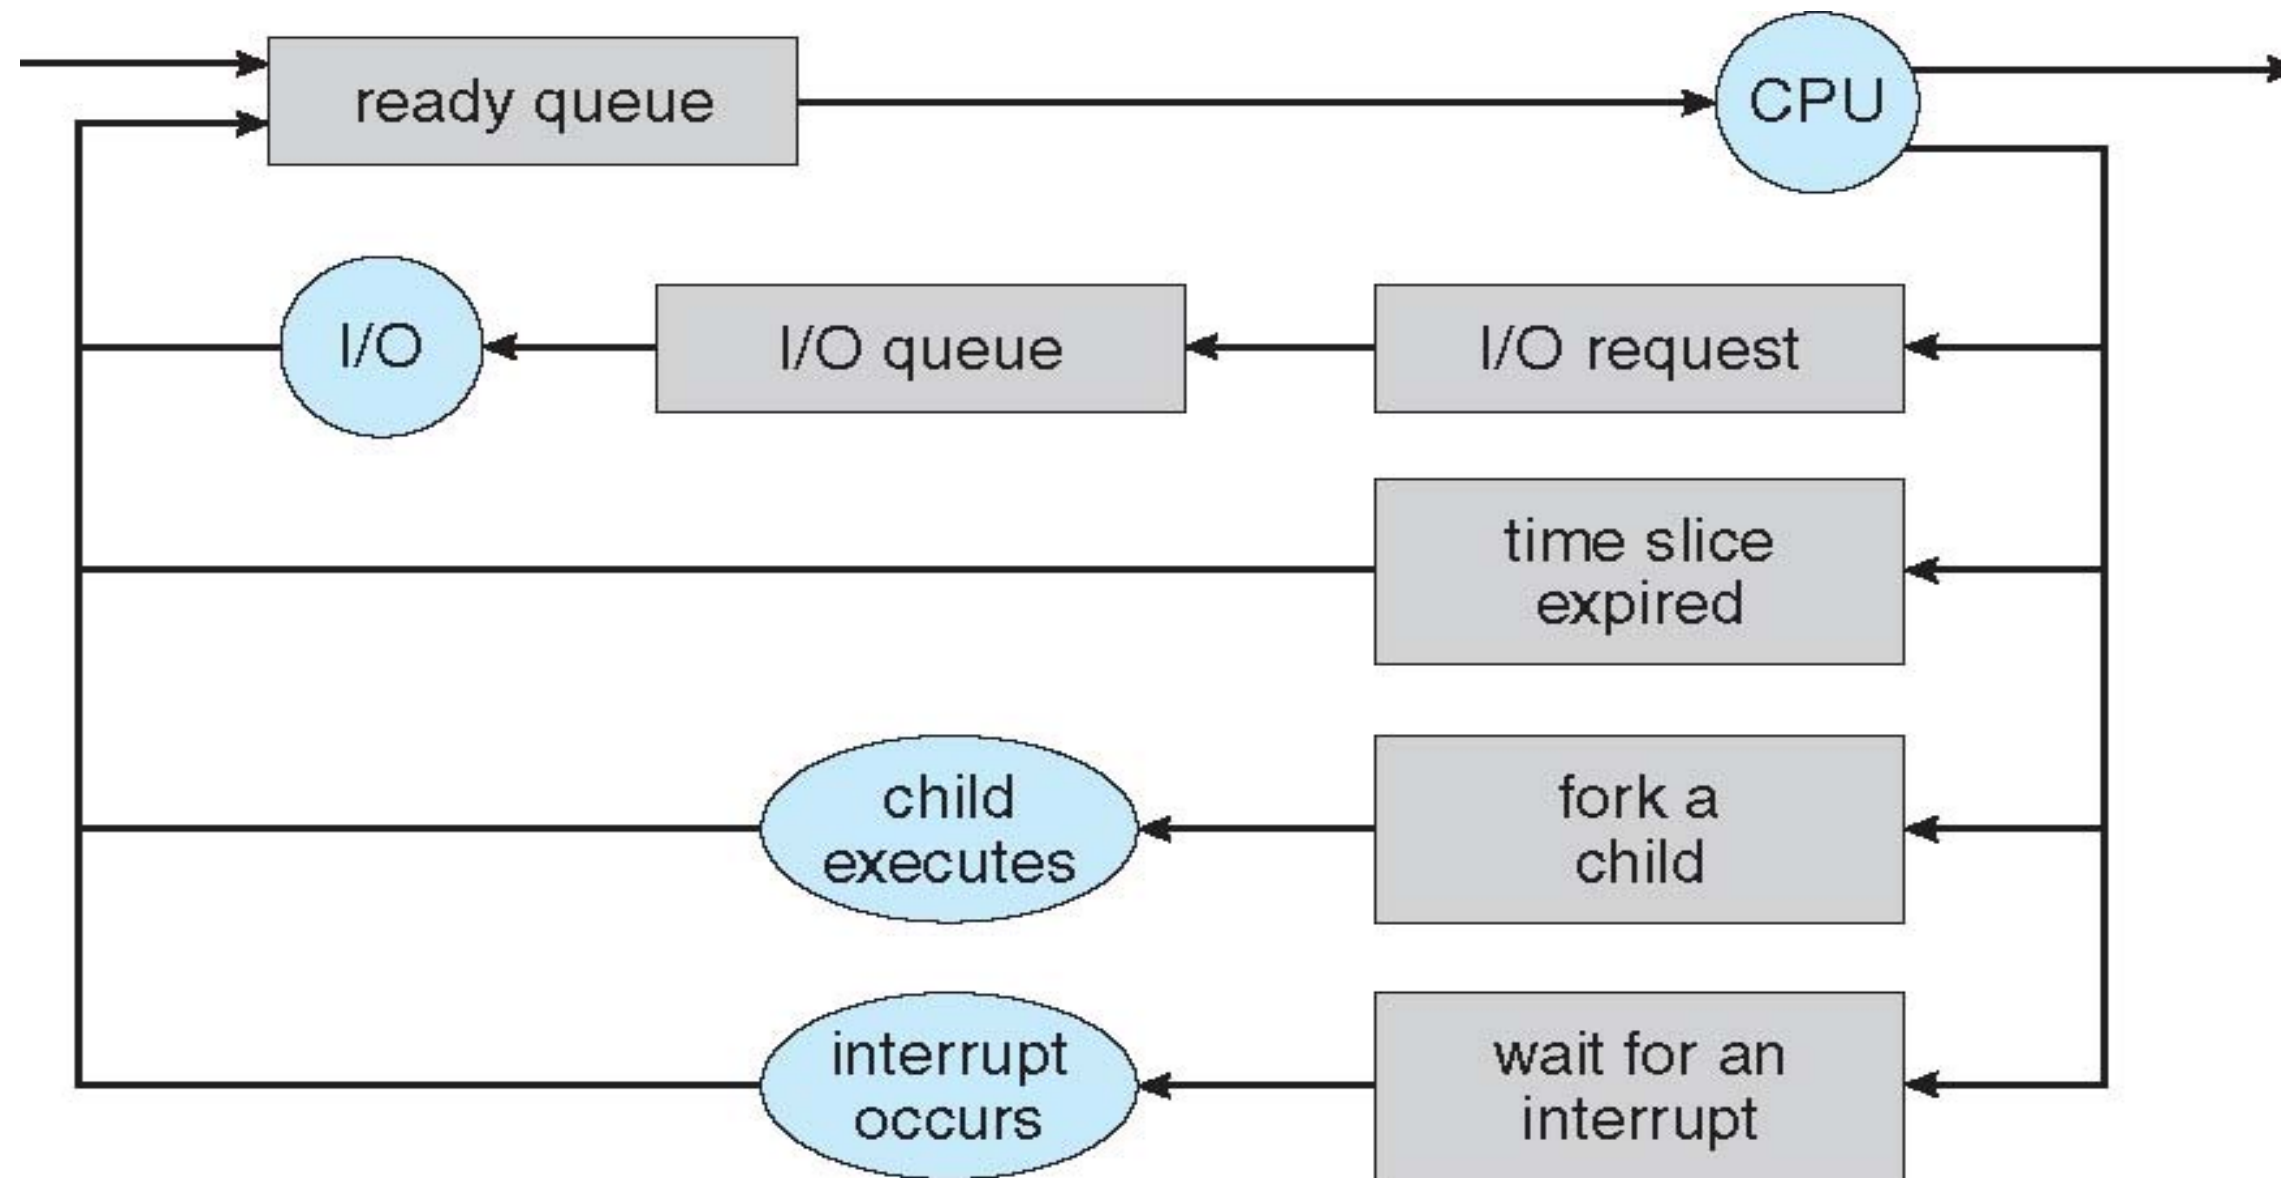 ready queue
CPU
I/O
I/O queue
I/O request
time slice
expired
child
executes
fork a
child
interrupt
occurs
wait for an
interrupt